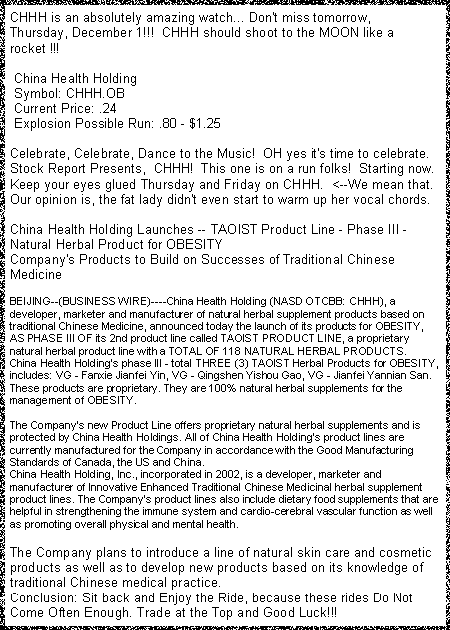 CHHH is an absolutely amazing watch... Don't miss tomorrow,
Thursday, December 1!!!  CHHH should shoot to the MOON like a
rocket !!!
China Health Holding
Symbol: CHHH.OB
Current Price: .24
Explosion Possible Run: .80 - $1.25
Celebrate, Celebrate, Dance to the Music!  OH yes it's time to celebrate.
Stock Report Presents,  CHHH!  This one is on a run folks!  Starting now.
Keep your eyes glued Thursday and Friday on CHHH.  <--We mean that.
Our opinion is, the fat lady didn't even start to warm up her vocal chords.
China Health Holding Launches -- TAOIST Product Line - Phase III -
Natural Herbal Product for OBESITY
Company's Products to Build on Successes of Traditional Chinese
Medicine
BEIJING--(BUSINESS WIRE)----China Health Holding (NASD OTCBB: CHHH), a
developer, marketer and manufacturer of natural herbal supplement products based on
traditional Chinese Medicine, announced today the launch of its products for OBESITY,
AS PHASE III OF its 2nd product line called TAOIST PRODUCT LINE, a proprietary
natural herbal product line with a TOTAL OF 118 NATURAL HERBAL PRODUCTS.
China Health Holding's phase III - total THREE (3) TAOIST Herbal Products for OBESITY,
includes: VG - Fanxie Jianfei Yin, VG - Qingshen Yishou Gao, VG - Jianfei Yannian San.
These products are proprietary. They are 100% natural herbal supplements for the
management of OBESITY.
The Company's new Product Line offers proprietary natural herbal supplements and is
protected by China Health Holdings. All of China Health Holding's product lines are
currently manufactured for the Company in accordance with the Good Manufacturing
Standards of Canada, the US and China.
China Health Holding, Inc., incorporated in 2002, is a developer, marketer and
manufacturer of Innovative Enhanced Traditional Chinese Medicinal herbal supplement
product lines. The Company's product lines also include dietary food supplements that are
helpful in strengthening the immune system and cardio-cerebral vascular function as well
as promoting overall physical and mental health.
The Company plans to introduce a line of natural skin care and cosmetic
products as well as to develop new products based on its knowledge of
traditional Chinese medical practice.
Conclusion: Sit back and Enjoy the Ride, because these rides Do Not
Come Often Enough. Trade at the Top and Good Luck!!!